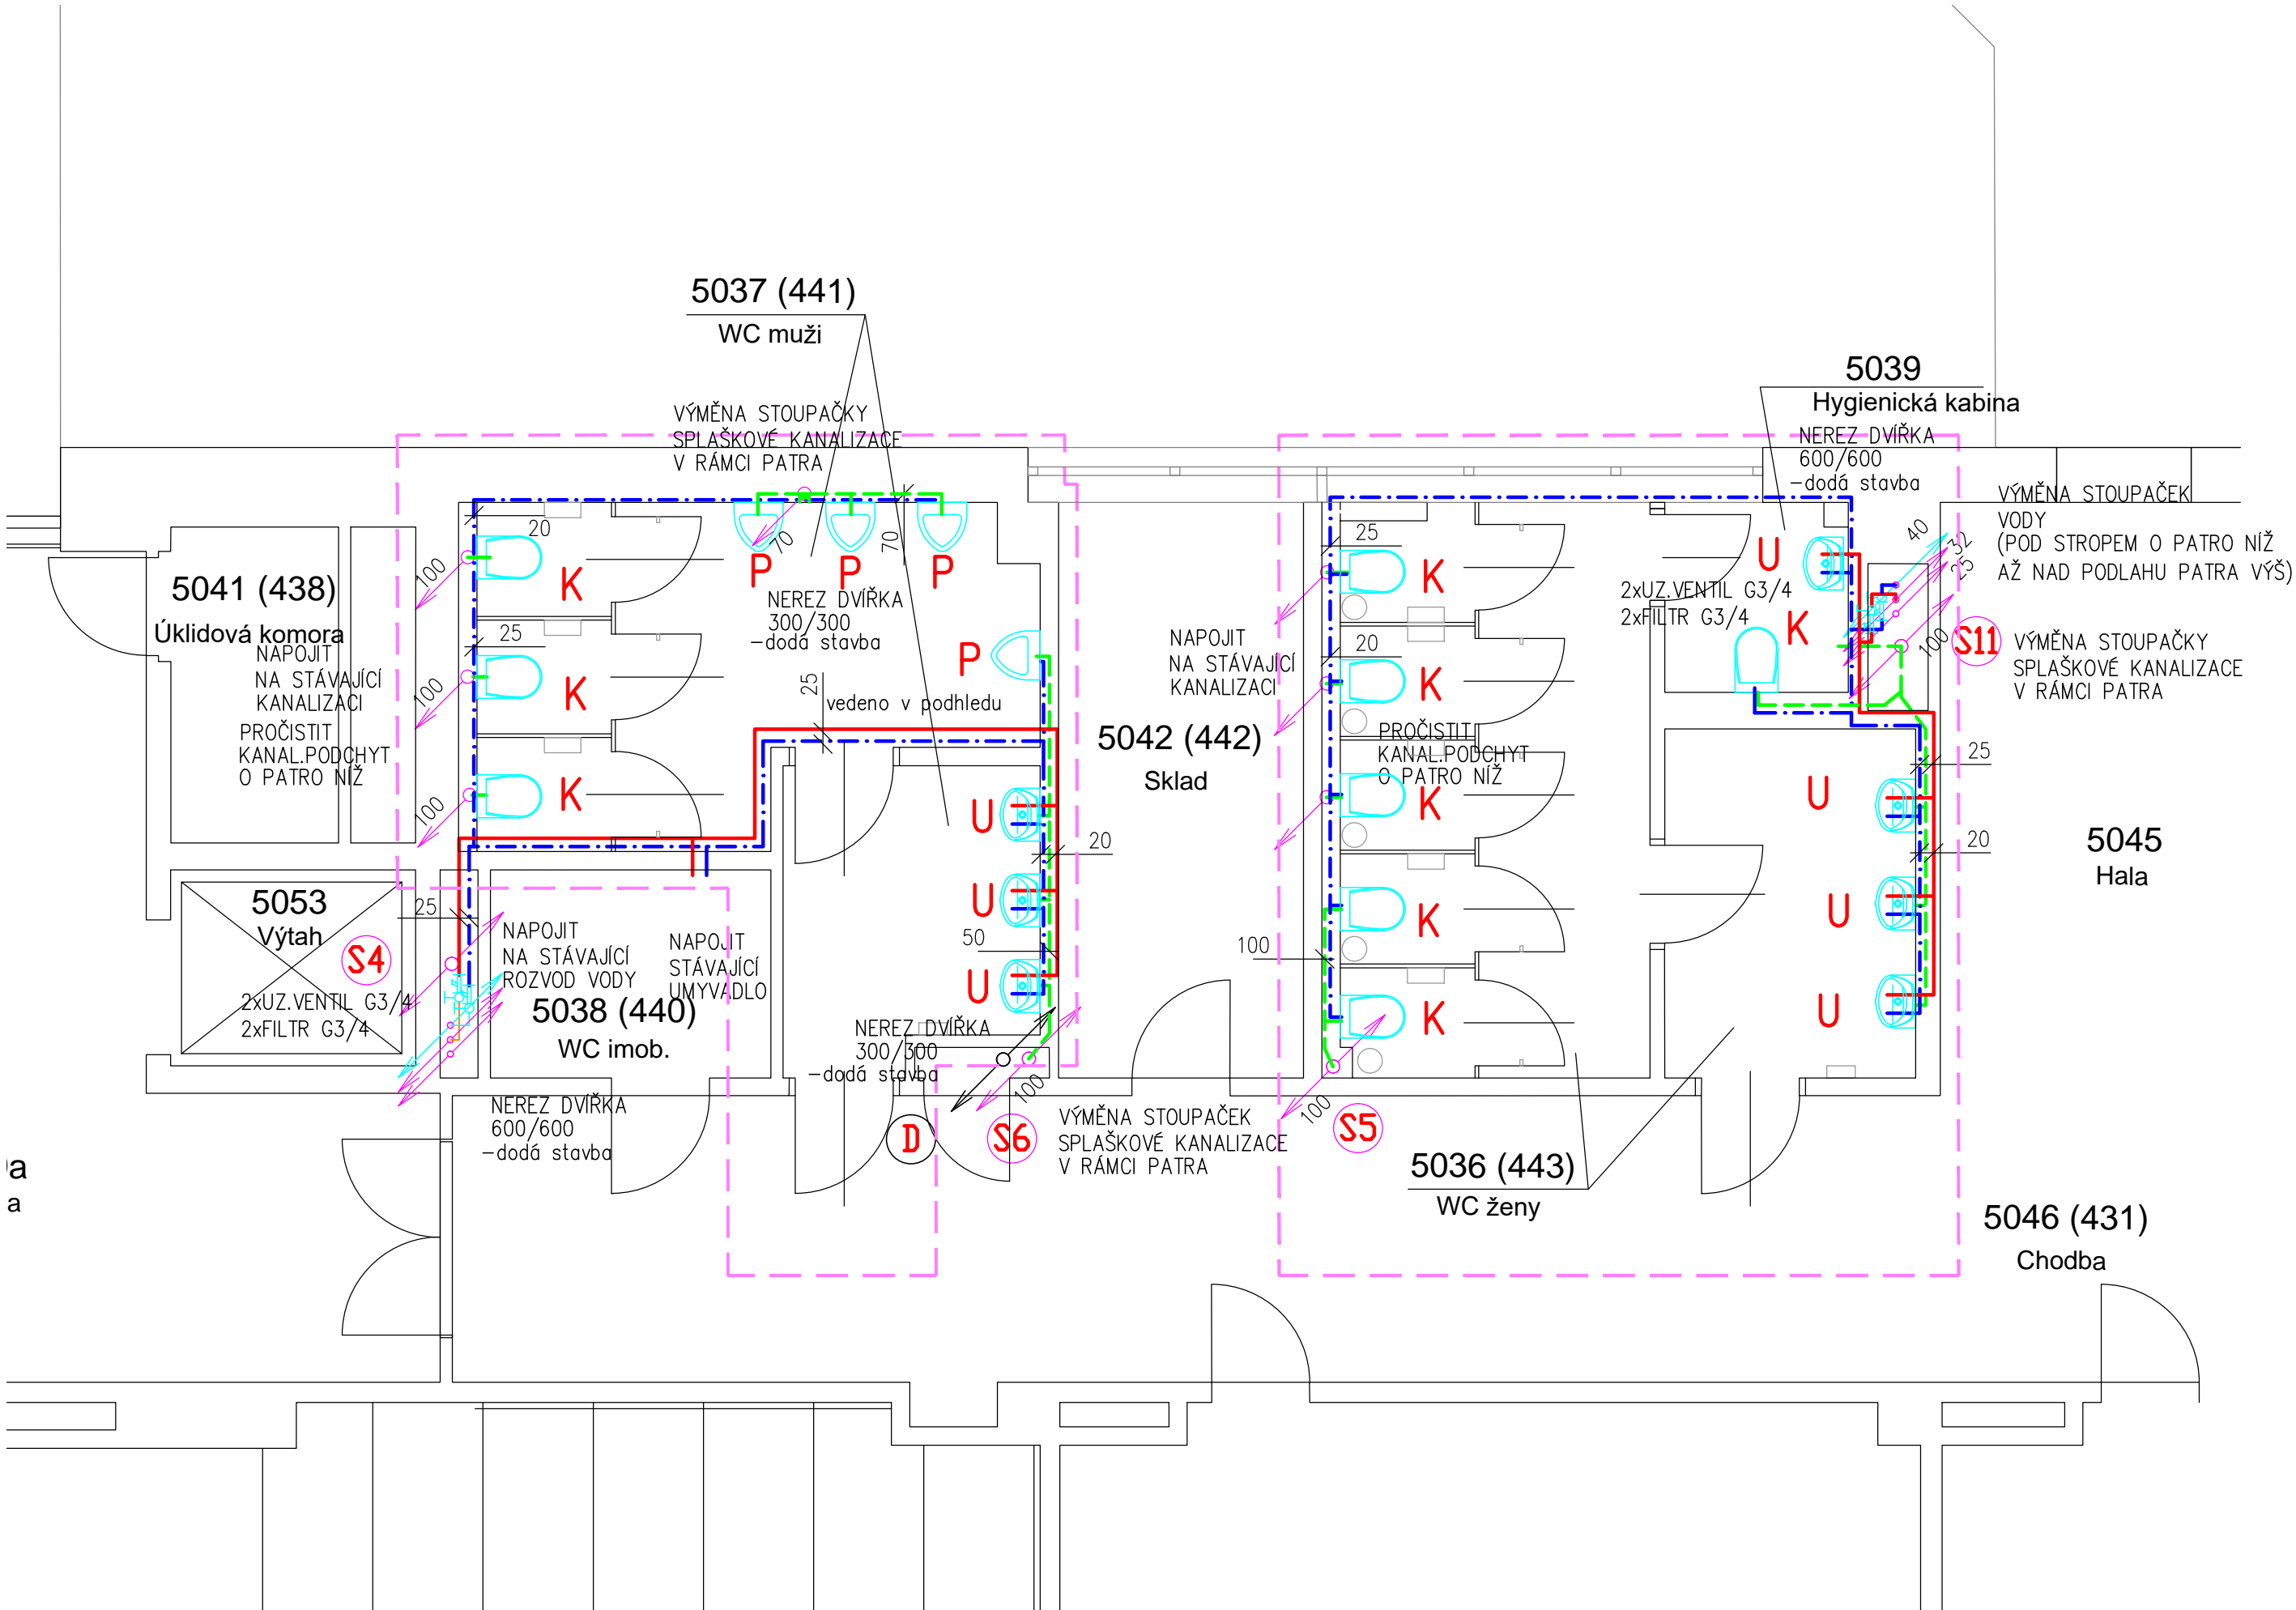 5037 (441)
WC muži
5039
Hygienická kabina
VÝMĚNA STOUPAČKY
SPLAŠKOVÉ KANALIZACE
V RÁMCI PATRA
NEREZ DVÍŘKA
600/600
-dodá stavba
VÝMĚNA STOUPAČEK
VODY
(POD STROPEM O PATRO NÍŽ
AŽ NAD PODLAHU PATRA VÝŠ)
20
70
70
25
40
32
25
5041 (438)
Úklidová komora
100
K
P
P
P
K
U
2xUZ.VENTIL G3/4
2xFILTR G3/4
K
100
S11
NEREZ DVÍŘKA
300/300
-dodá stavba
NAPOJIT
NA STÁVAJÍCÍ
KANALIZACI
25
100
K
P
NAPOJIT
NA STÁVAJÍCÍ
KANALIZACI
20
K
VÝMĚNA STOUPAČKY
SPLAŠKOVÉ KANALIZACE
V RÁMCI PATRA
25
vedeno v podhledu
PROČISTIT
KANAL.PODCHYT
O PATRO NÍŽ
5042 (442)
Sklad
PROČISTIT
KANAL.PODCHYT
O PATRO NÍŽ
25
100
K
U
K
U
20
20
5045
Hala
5053
Výtah
25
S4
U
K
U
NAPOJIT
NA STÁVAJÍCÍ
ROZVOD VODY
NAPOJIT
STÁVAJÍCÍ
UMYVADLO
50
100
2xUZ.VENTIL G3/4
2xFILTR G3/4
5038 (440)
WC imob.
U
K
U
NEREZ DVÍŘKA
300/300
-dodá stavba
100
100
NEREZ DVÍŘKA
600/600
-dodá stavba
D
S6
VÝMĚNA STOUPAČEK
SPLAŠKOVÉ KANALIZACE
V RÁMCI PATRA
S5
5036 (443)
WC ženy
a
a
5046 (431)
Chodba